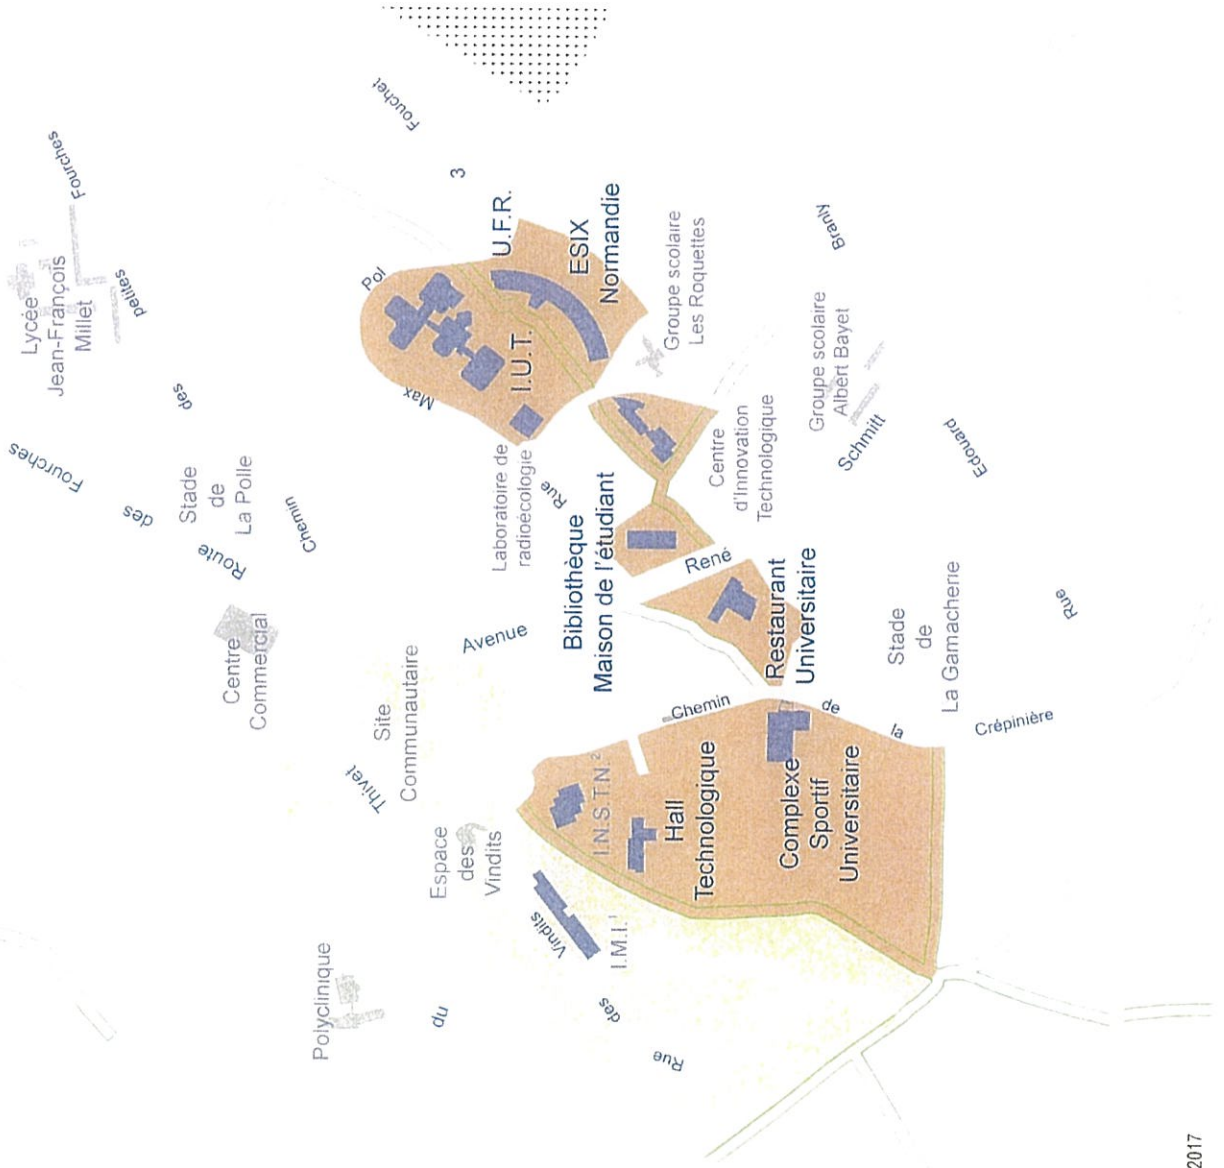 Fourches
Lycée
Jean-François
Millet
Fourches
petites
des
des
Stade
de
La Polle
Route
Chemin
Centre
Commercial
Polyclinique
Thivet
Site
Communautaire
Pol
Max
Fouchet
3
du
Espace
des
Vindits
Avenue
Laboratoire de
radioécologie
U.F.R.
I.U.T.
Rue
Vindits
Bibliothèque
Maison de l'étudiant
ESIX
Normandie
I.M.I.¹
I.N.S.T.N.²
des
Rue
Hall
Technologique
Chemin
René
Groupe scolaire
Les Roquettes
Centre
d'Innovation
Technologique
Restaurant
Universitaire
Complexe
Sportif
Universitaire
de
la
Groupe scolaire
Albert Bayet
Branly
Schmitt
Stade
de
La Gamacherie
Edouard
Crépinière
Rue
2017